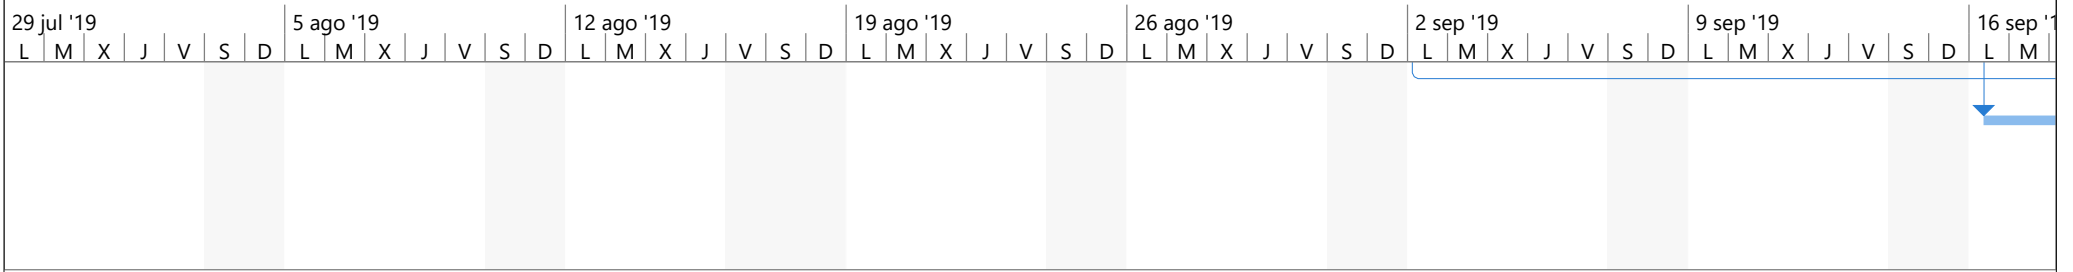 29 jul '19 5 ago '19 12 ago '19 19 ago '19 26 ago '19 2 sep '19 9 sep '19 16 sep '1
L M X J V S D L M X J V S D L M X J V S D L M X J V S D L M X J V S D L M X J V S D L M X J V S D L M